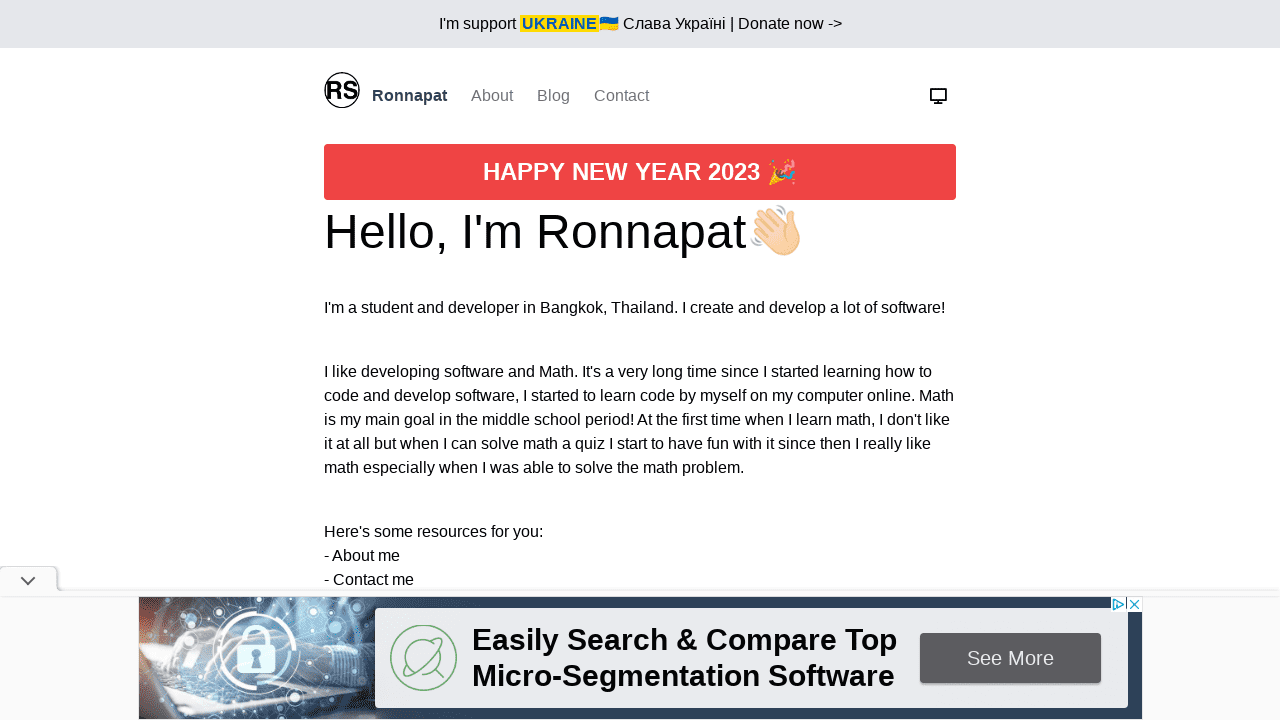 I'm support UKRAINE🇺🇦 Слава Україні | Donate now ->
RS Ronnapat About Blog Contact
HAPPY NEW YEAR 2023 🎉
Hello, I'm Ronnapat👋🏻
I'm a student and developer in Bangkok, Thailand. I create and develop a lot of software!
I like developing software and Math. It's a very long time since I started learning how to
code and develop software, I started to learn code by myself on my computer online. Math
is my main goal in the middle school period! At the first time when I learn math, I don't like
it at all but when I can solve math a quiz I start to have fun with it since then I really like
math especially when I was able to solve the math problem.
Here's some resources for you:
- About me
- Contact me
Easily Search & Compare Top
Micro-Segmentation Software
See More